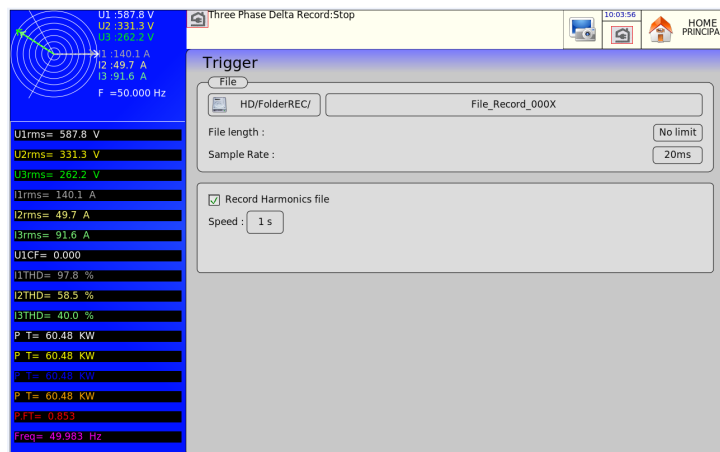 U1 :587.8 V
U2 :331.3 V
U3 :262.2 V
I1 :140.1 A
I2 :49.7 A
I3 :91.6 A
F =50.000 Hz
U1rms= 587.8 V
U2rms= 331.3 V
U3rms= 262.2 V
I1rms= 140.1 A
I2rms= 49.7 A
I3rms= 91.6 A
U1CF= 0.000
I1THD= 97.8 %
I2THD= 58.5 %
I3THD= 40.0 %
P T= 60.48 KW
P T= 60.48 KW
P T= 60.48 KW
P T= 60.48 KW
P.FT= 0.853
Freq= 49.983 Hz
Three Phase Delta Record:Stop
10:03:56
HOME
PRINCIPA
Trigger
File
HD/FolderREC/
File_Record_000X
File length :
No limit
Sample Rate :
20ms
Record Harmonics file
Speed :
1 s